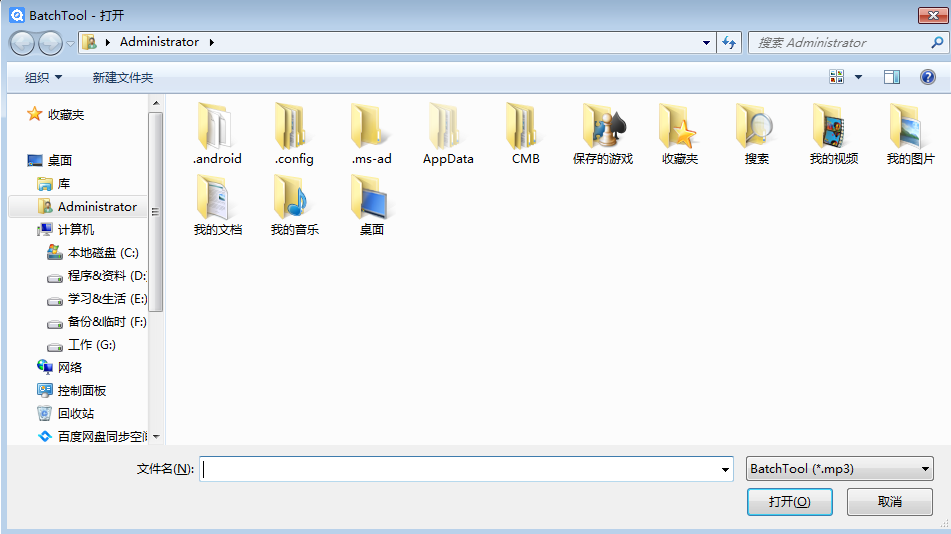 BatchTool - 打开
Administrator
搜索 Administrator
组织 新建文件夹
收藏夹
桌面
库
Administrator
计算机
本地磁盘 (C:)
程序&资料 (D:
学习&生活 (E:)
备份&临时 (F:)
工作 (G:)
网络
控制面板
回收站
百度网盘同步空间
.android .config .ms-ad AppData CMB 保存的游戏 收藏夹 搜索 我的视频 我的图片
我的文档 我的音乐 桌面
文件名(N): BatchTool (*.mp3)
打开(O) 取消